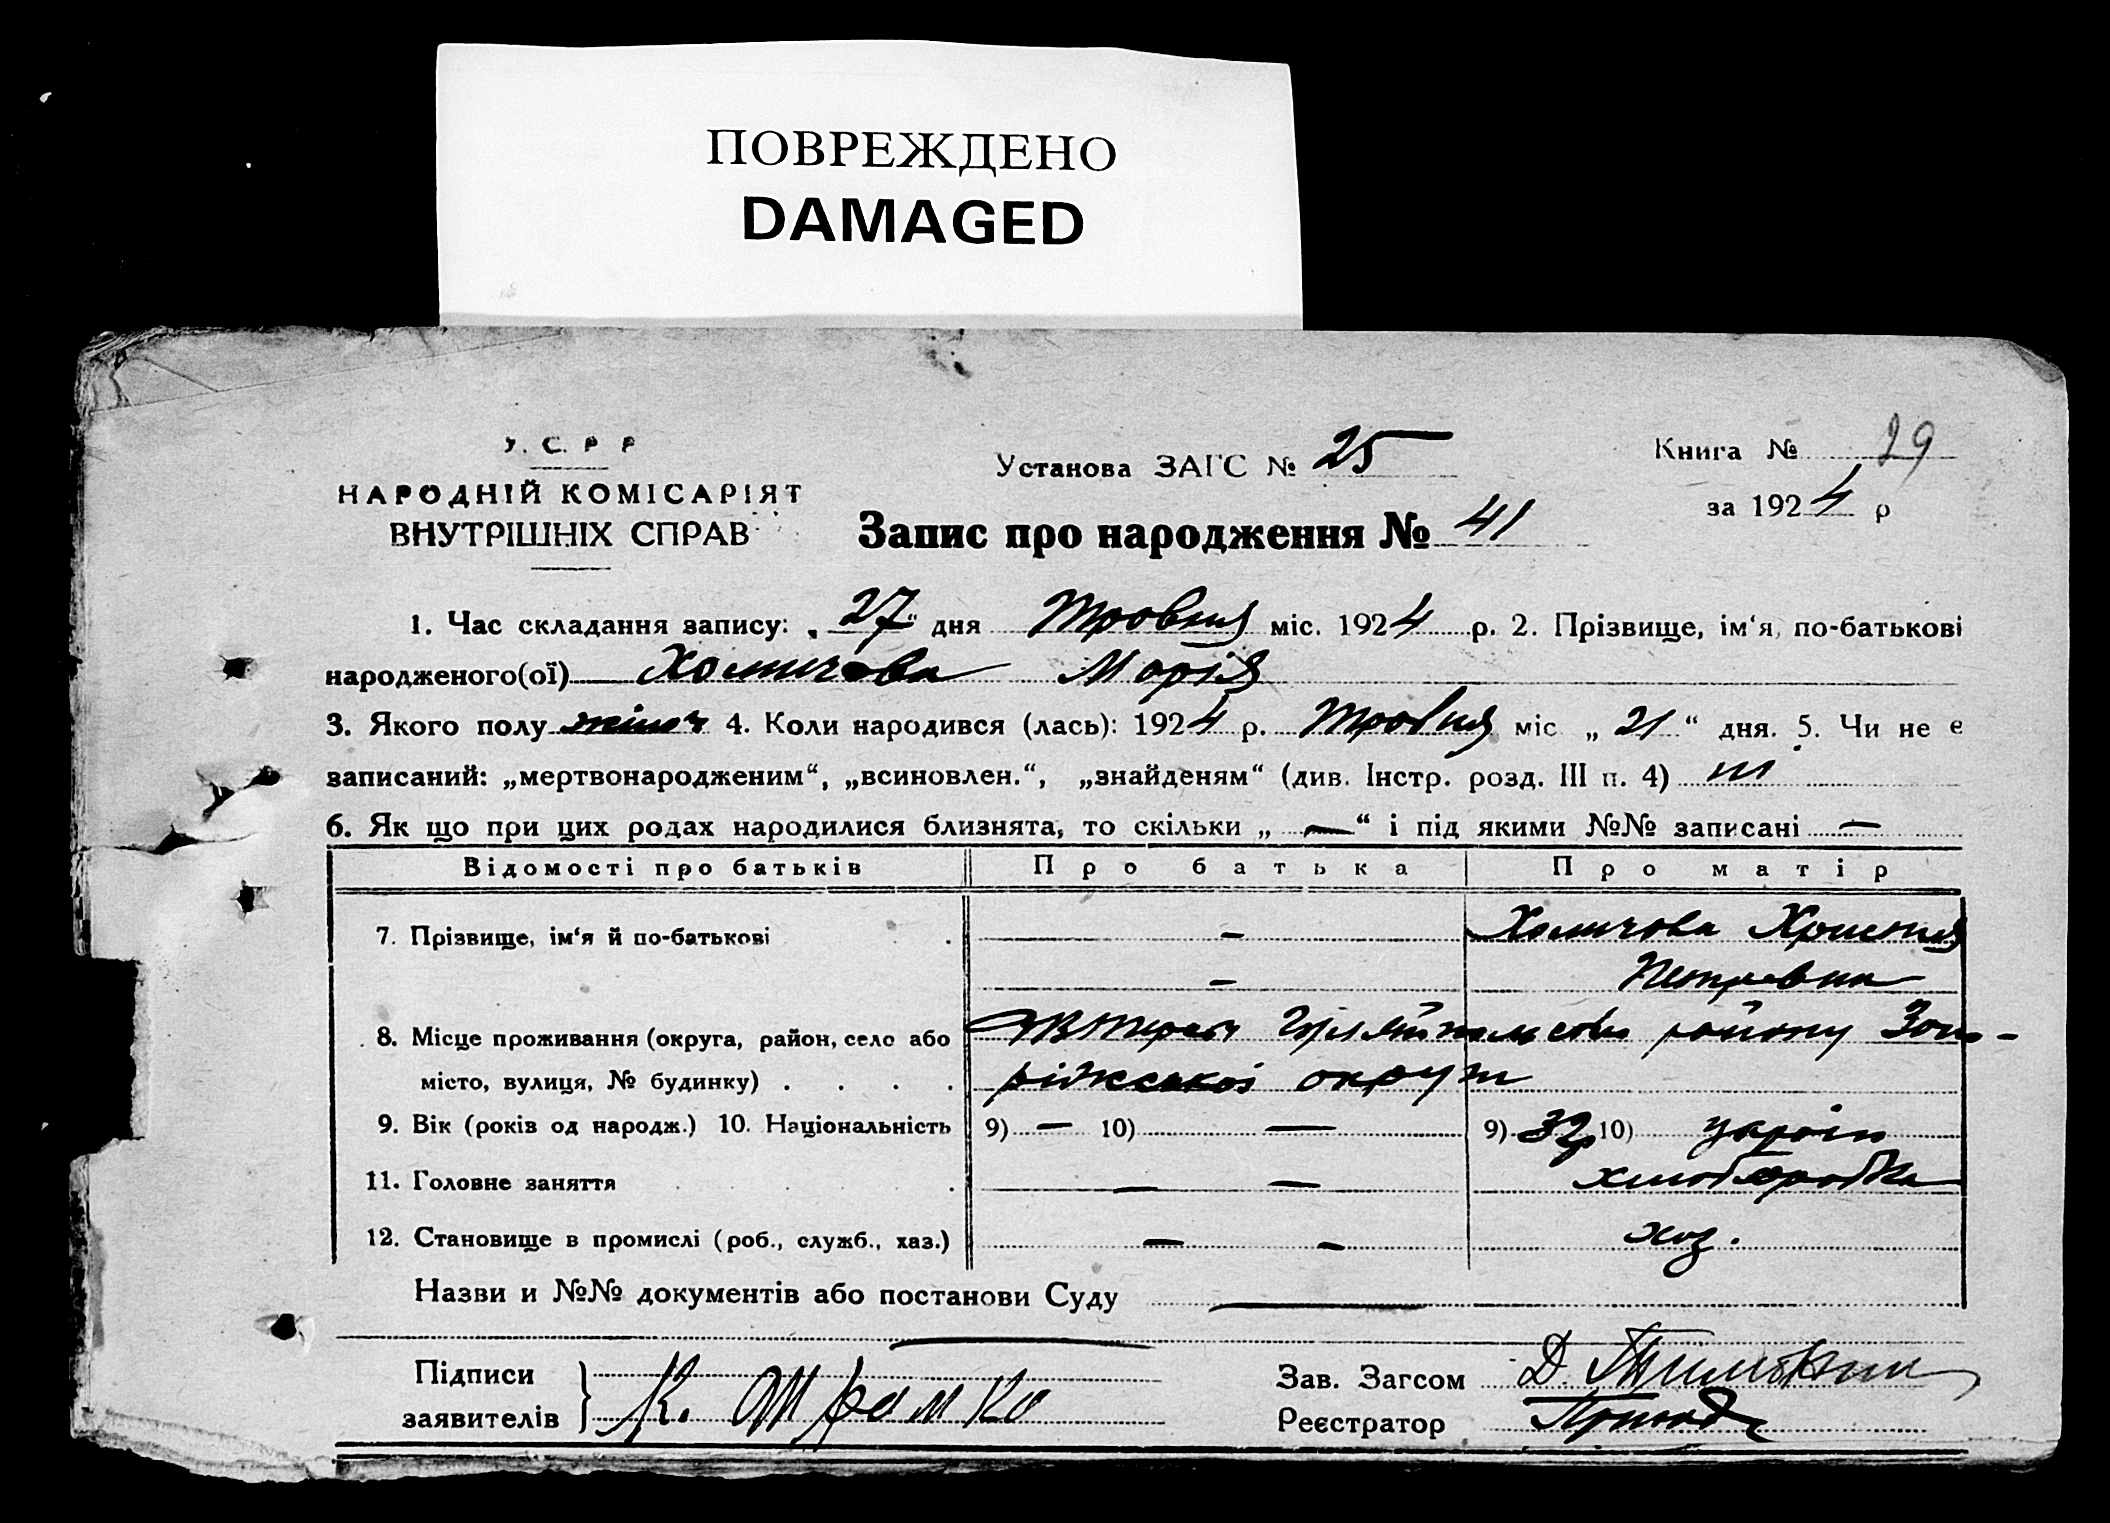 ПОВРЕЖДЕНО
DAMAGED
У. С. Р Р
НАРОДНІЙ КОМІСАРІЯТ
ВНУТРІШНІХ СПРАВ
Установа ЗАГС № 25
Книга № 29
за 1924 р
Запис про народження № 41
1. Час складання запису: „27“ дня Травня міс. 1924 р. 2. Прізвище, ім‘я, по-батькові
народженого(ої) Хомичова Марія
3. Якого полу жіноч 4. Коли народився (лась): 1924 р. Травня міс „21“ дня. 5. Чи не є
записаний: „мертвонародженим“, „всиновлен.“, „знайденям“ (див. Інстр. розд. III п. 4) ні
6. Як що при цих родах народилися близнята, то скільки „ — “ і під якими №№ записані —
Відомості про батьків Про батька Про матір
7. Прізвище, ім‘я й по-батькові — Хомичова Христия
— Петровна
8. Місце проживання (округа, район, село або району Запо-
місто, вулиця, № будинку) . . . . ріжської округи
9. Вік (років од народж.) 10. Національність 9) — 10) — 9) 32 10)
11. Головне заняття — — хліборобка
12. Становище в промислі (роб., служб., хаз.) — — хоз.
Назви и №№ документів або постанови Суду —
Підписи
заявителів } К.
Зав. Загсом Д.
Реєстратор